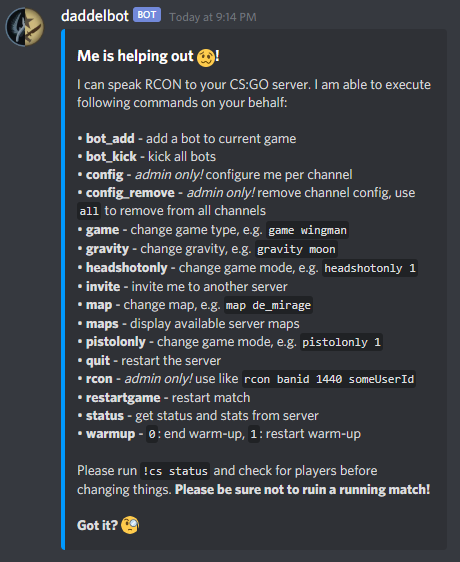 daddelbot BOT Today at 9:14 PM
Me is helping out 🥴!
I can speak RCON to your CS:GO server. I am able to execute
following commands on your behalf:
• bot_add - add a bot to current game
• bot_kick - kick all bots
• config - admin only! configure me per channel
• config_remove - admin only! remove channel config, use
all to remove from all channels
• game - change game type, e.g. game wingman
• gravity - change gravity, e.g. gravity moon
• headshotonly - change game mode, e.g. headshotonly 1
• invite - invite me to another server
• map - change map, e.g. map de_mirage
• maps - display available server maps
• pistolonly - change game mode, e.g. pistolonly 1
• quit - restart the server
• rcon - admin only! use like rcon banid 1440 someUserId
• restartgame - restart match
• status - get status and stats from server
• warmup - 0: end warm-up, 1: restart warm-up
Please run !cs status and check for players before
changing things. Please be sure not to ruin a running match!
Got it? 🧐